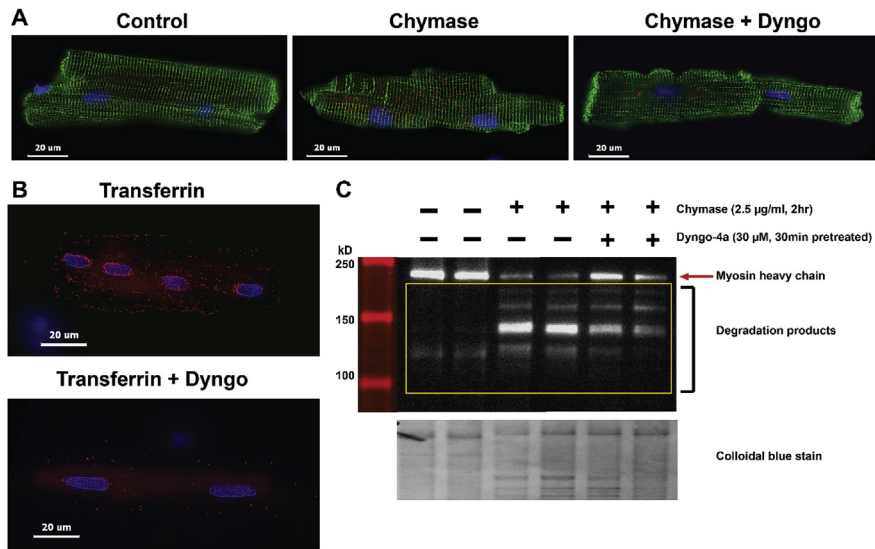 A
Control
Chymase
Chymase + Dyngo
20 um
20 um
20 um
B
Transferrin
20 um
Transferrin + Dyngo
20 um
C
− − + + + + Chymase (2.5 µg/ml, 2hr)
− − − − + + Dyngo-4a (30 µM, 30min pretreated)
kD
250
150
100
Myosin heavy chain
Degradation products
Colloidal blue stain